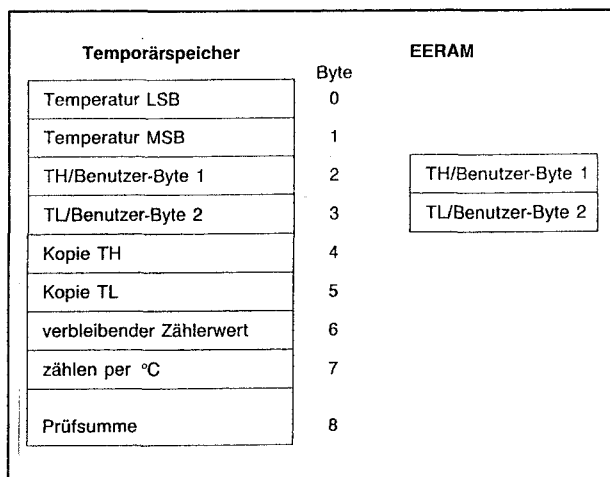 Temporärspeicher EERAM
Byte
Temperatur LSB 0
Temperatur MSB 1
TH/Benutzer-Byte 1 2 TH/Benutzer-Byte 1
TL/Benutzer-Byte 2 3 TL/Benutzer-Byte 2
Kopie TH 4
Kopie TL 5
verbleibender Zählerwert 6
zählen per °C 7
Prüfsumme 8